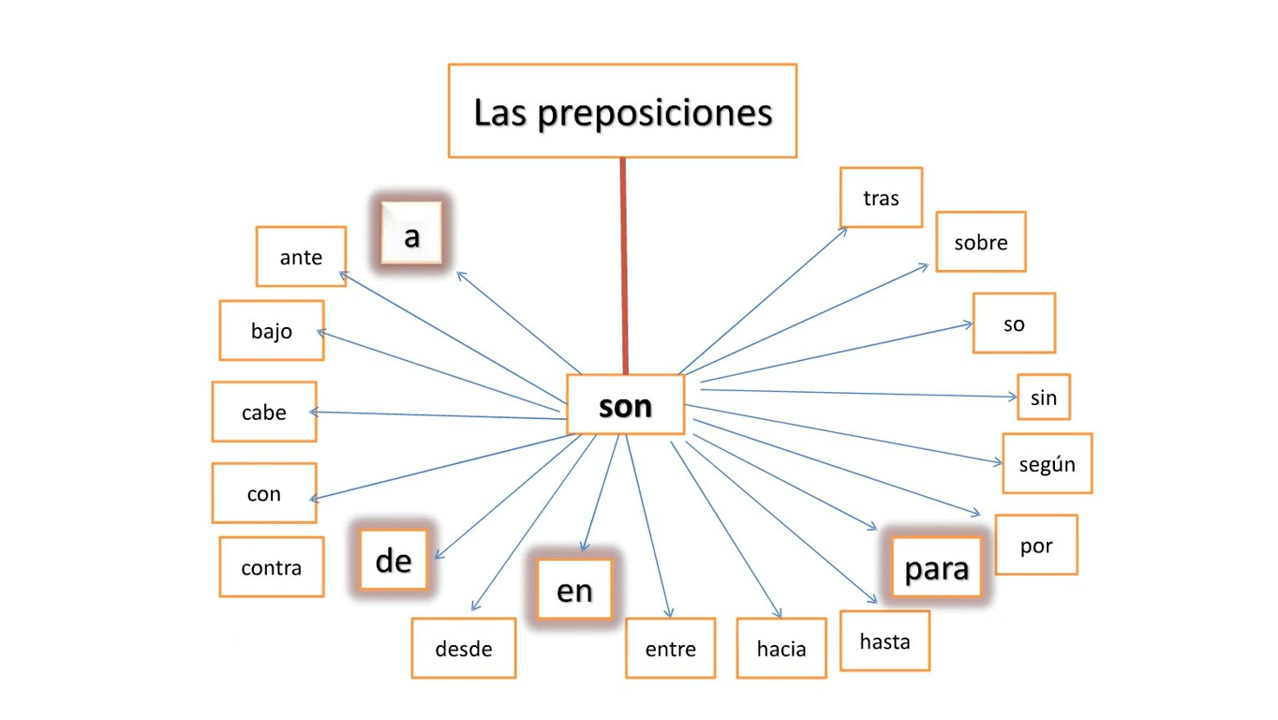 Las preposiciones
son
a
ante
bajo
cabe
con
contra
de
desde
en
entre
hacia
hasta
para
por
según
sin
so
sobre
tras